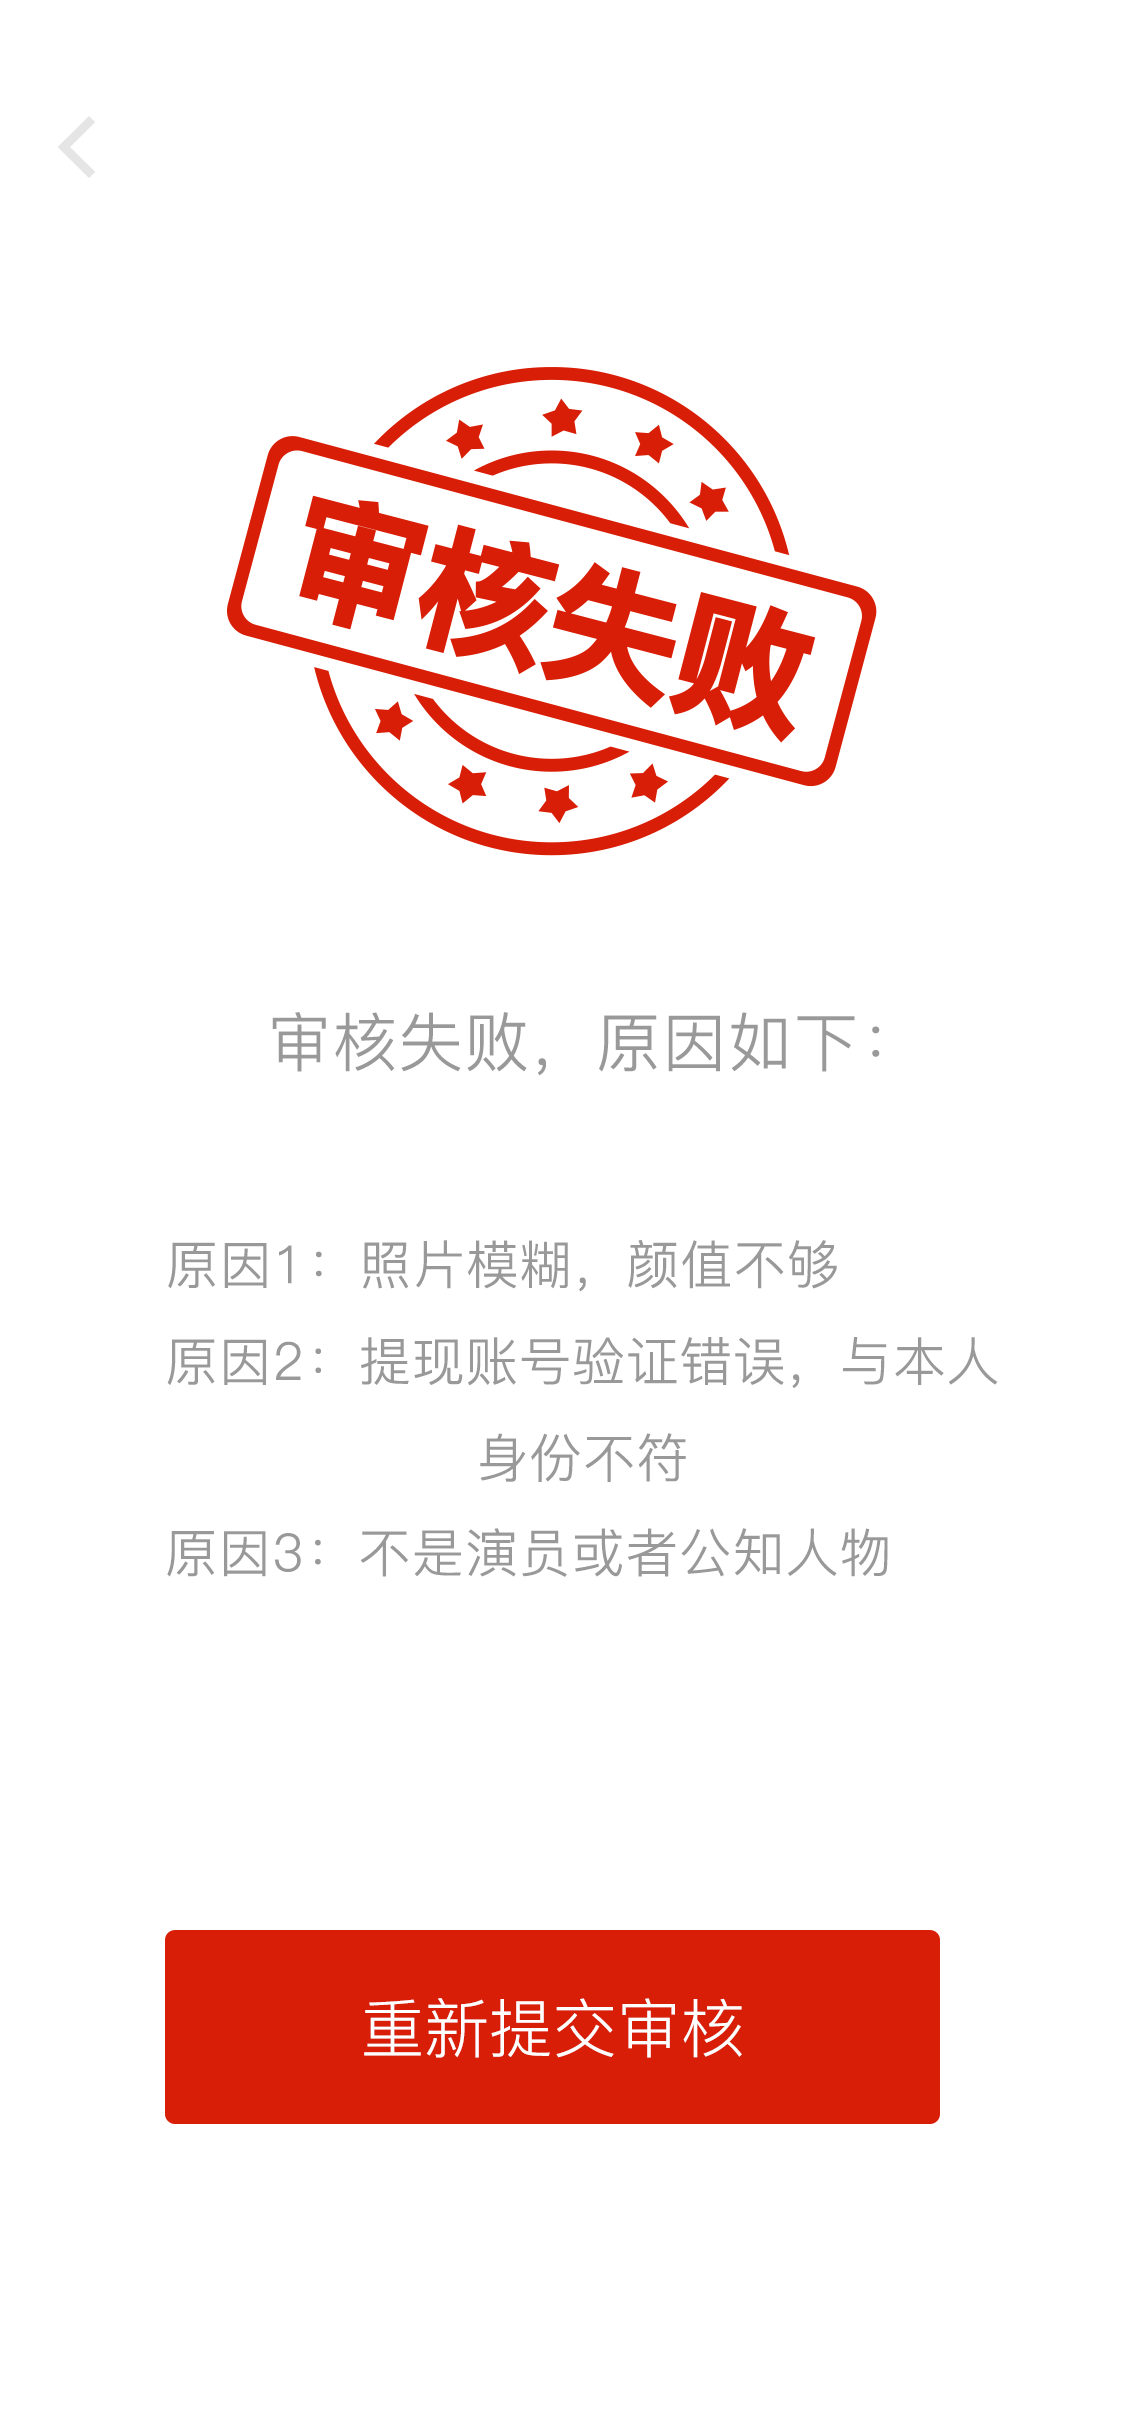 审核失败
审核失败，原因如下：
原因1：照片模糊，颜值不够
原因2：提现账号验证错误，与本人
身份不符
原因3：不是演员或者公知人物
重新提交审核